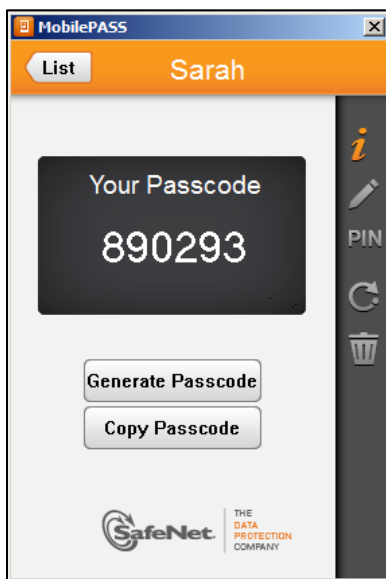 MobilePASS
List
Sarah
Your Passcode
890293
PIN
Generate Passcode
Copy Passcode
SafeNet.
THE
DATA
PROTECTION
COMPANY